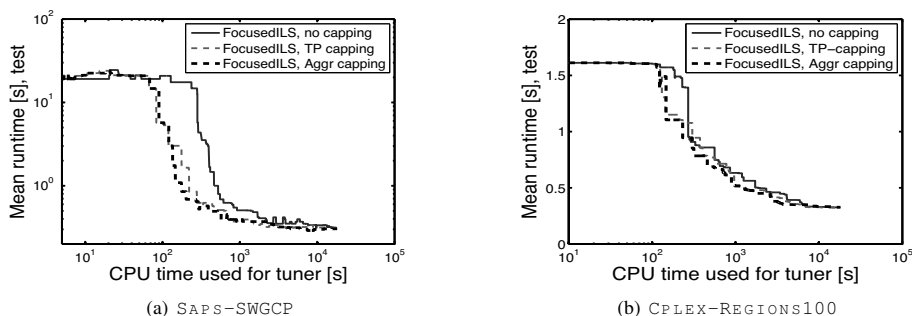 10^2
10^1
10^0
Mean runtime [s], test
FocusedILS, no capping
FocusedILS, TP capping
FocusedILS, Aggr capping
10^1 10^2 10^3 10^4 10^5
CPU time used for tuner [s]
(a) SAPS-SWGCP
2
1.5
1
0.5
0
Mean runtime [s], test
FocusedILS, no capping
FocusedILS, TP-capping
FocusedILS, Aggr capping
10^1 10^2 10^3 10^4 10^5
CPU time used for tuner [s]
(b) CPLEX-REGIONS100